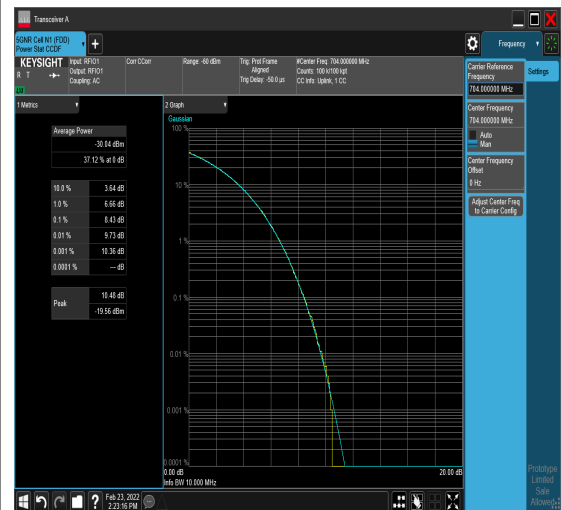 Transceiver A
5GNR Cell N1 (FDD)
Power Stat CCDF
Frequency
KEYSIGHT
R T
Input: RFIO1
Output: RFIO1
Coupling: AC
Corr CCorr
Range: -60 dBm
Trig: Prot Frame
Aligned
Trig Delay: -50.0 µs
#Center Freq: 704.000000 MHz
Counts: 100 k/100 kpt
CC Info: Uplink, 1 CC
Carrier Reference
Frequency
704.000000 MHz
Settings
Center Frequency
704.000000 MHz
Auto
Man
Center Frequency
Offset
0 Hz
Adjust Center Freq
to Carrier Config
1 Metrics
Average Power
-30.04 dBm
37.12 % at 0 dB
10.0 % 3.64 dB
1.0 % 6.66 dB
0.1 % 8.43 dB
0.01 % 9.73 dB
0.001 % 10.36 dB
0.0001 % --- dB
Peak
10.48 dB
-19.56 dBm
2 Graph
Gaussian
100 %
10 %
1 %
0.1 %
0.01 %
0.001 %
0.0001 %
0.00 dB
20.00 dB
Info BW 10.000 MHz
Prototype
Limited
Sale
Allowed
Feb 23, 2022
2:23:16 PM